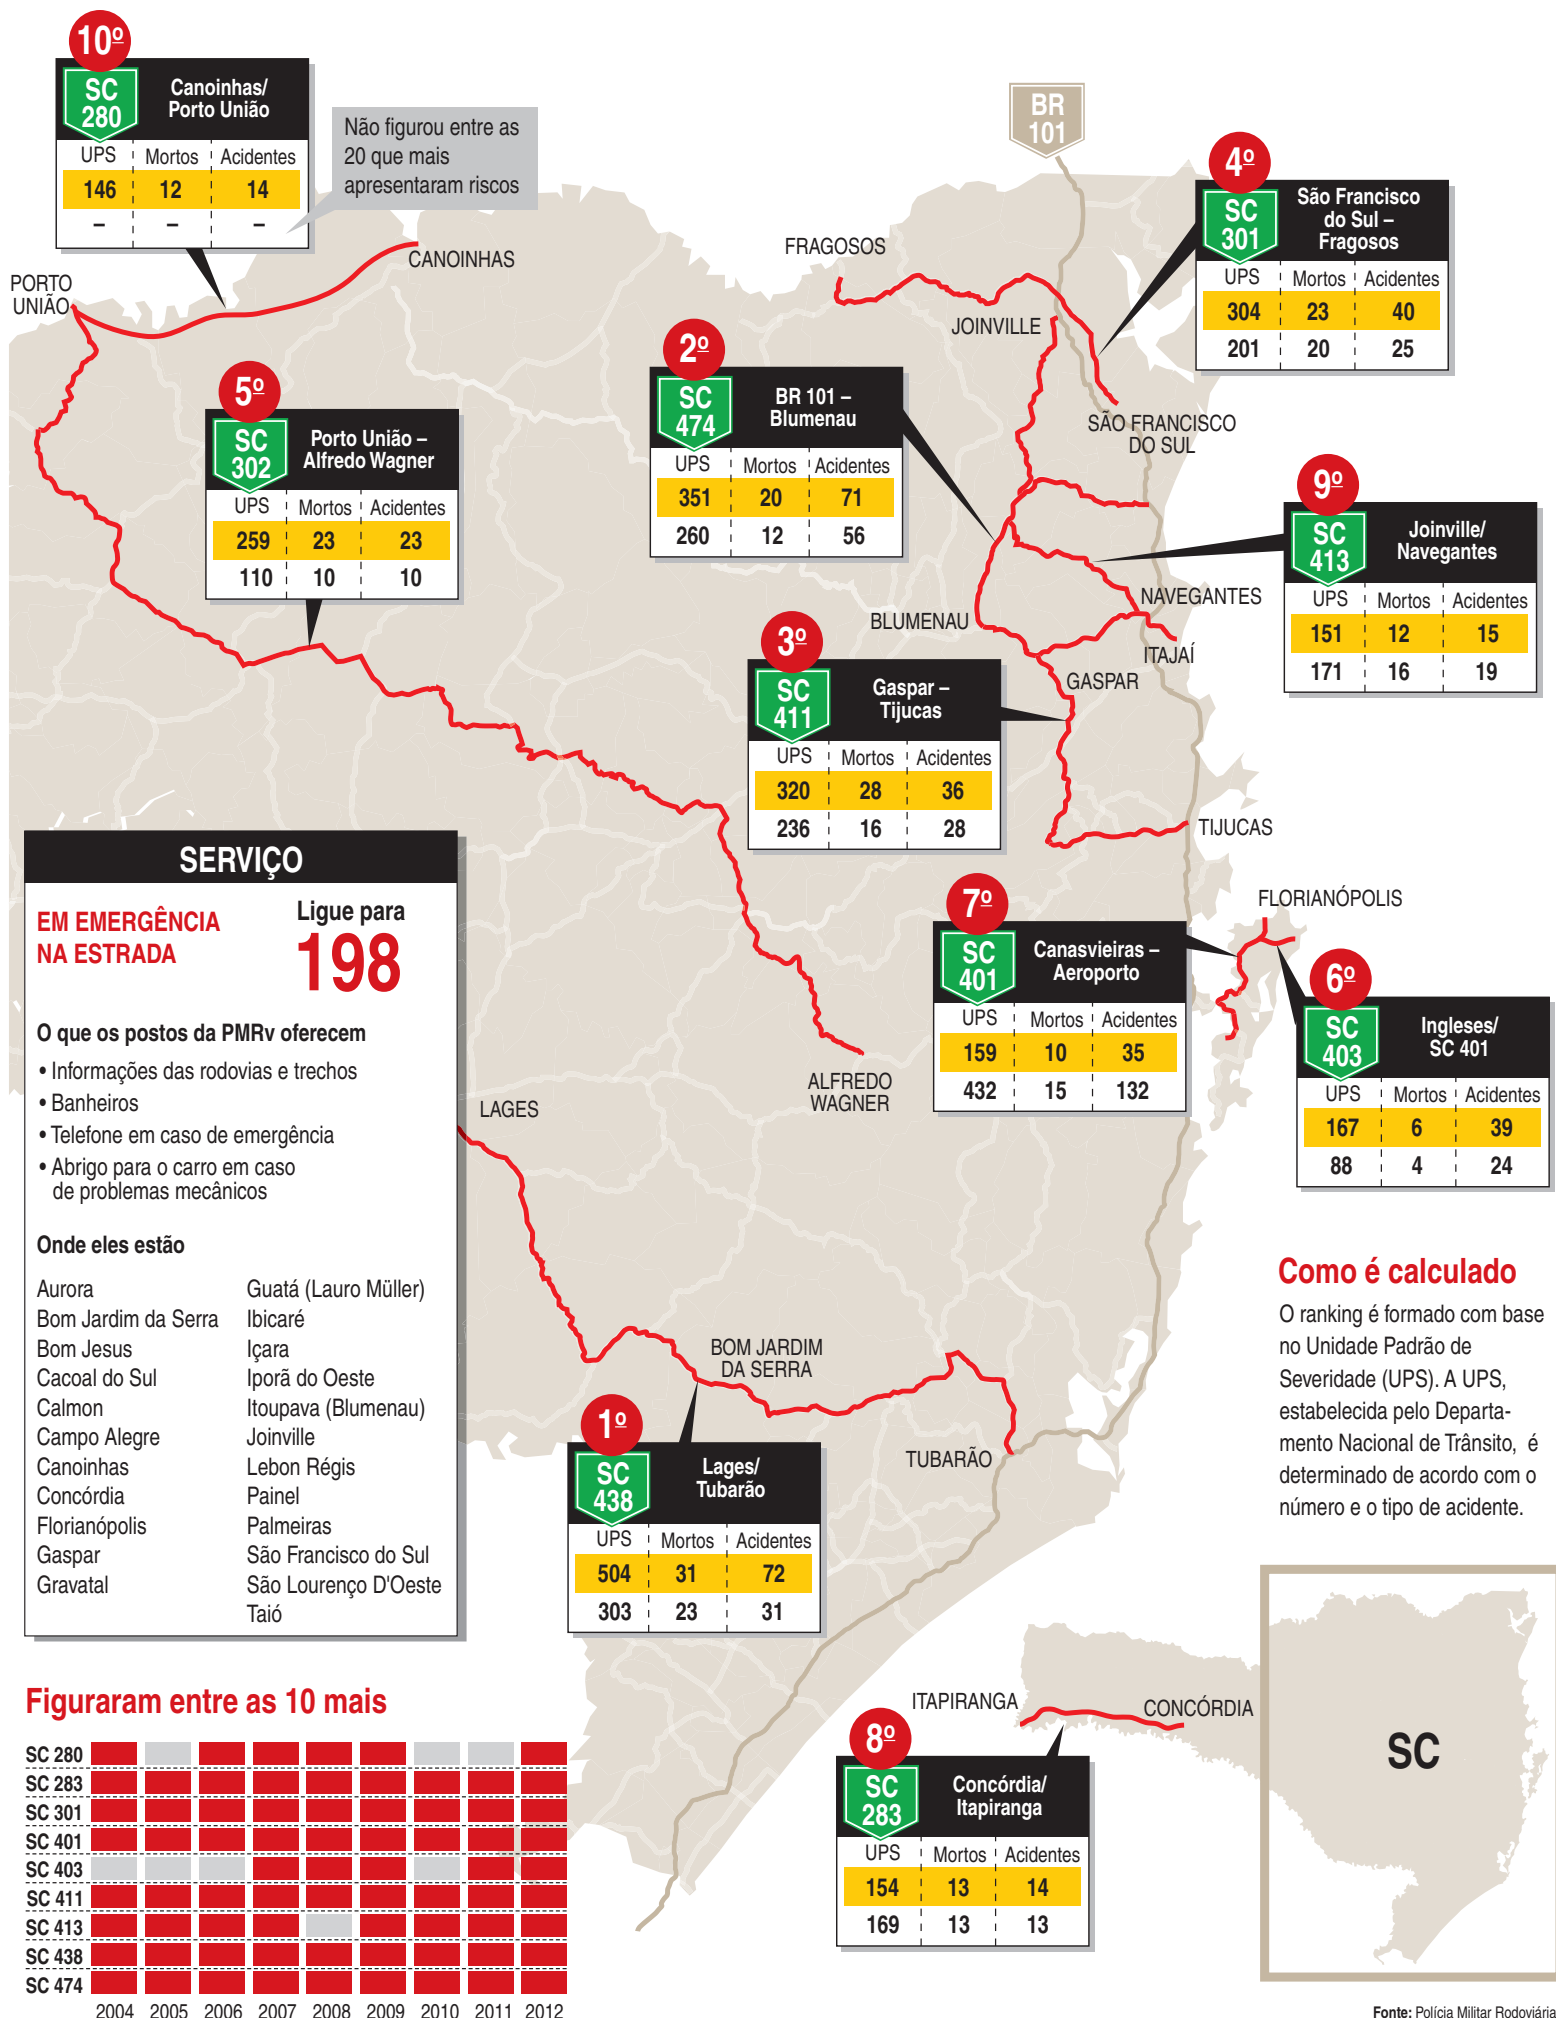 10º
SC
280
Canoinhas/
Porto União
UPS Mortos Acidentes
146 12 14
– – –
Não figurou entre as
20 que mais
apresentaram riscos
BR
101
4º
SC
301
São Francisco
do Sul –
Fragosos
UPS Mortos Acidentes
304 23 40
201 20 25
PORTO
UNIÃO
CANOINHAS
FRAGOSOS
JOINVILLE
SÃO FRANCISCO
DO SUL
5º
SC
302
Porto União –
Alfredo Wagner
UPS Mortos Acidentes
259 23 23
110 10 10
2º
SC
474
BR 101 –
Blumenau
UPS Mortos Acidentes
351 20 71
260 12 56
9º
SC
413
Joinville/
Navegantes
UPS Mortos Acidentes
151 12 15
171 16 19
NAVEGANTES
BLUMENAU
ITAJAÍ
GASPAR
3º
SC
411
Gaspar –
Tijucas
UPS Mortos Acidentes
320 28 36
236 16 28
TIJUCAS
FLORIANÓPOLIS
7º
SC
401
Canasvieiras –
Aeroporto
UPS Mortos Acidentes
159 10 35
432 15 132
6º
SC
403
Ingleses/
SC 401
UPS Mortos Acidentes
167 6 39
88 4 24
ALFREDO
WAGNER
LAGES
SERVIÇO
EM EMERGÊNCIA
NA ESTRADA
Ligue para
198
O que os postos da PMRv oferecem
• Informações das rodovias e trechos
• Banheiros
• Telefone em caso de emergência
• Abrigo para o carro em caso
de problemas mecânicos
Onde eles estão
Aurora
Bom Jardim da Serra
Bom Jesus
Cacoal do Sul
Calmon
Campo Alegre
Canoinhas
Concórdia
Florianópolis
Gaspar
Gravatal
Guatá (Lauro Müller)
Ibicaré
Içara
Iporã do Oeste
Itoupava (Blumenau)
Joinville
Lebon Régis
Painel
Palmeiras
São Francisco do Sul
São Lourenço D'Oeste
Taió
BOM JARDIM
DA SERRA
TUBARÃO
1º
SC
438
Lages/
Tubarão
UPS Mortos Acidentes
504 31 72
303 23 31
Como é calculado
O ranking é formado com base
no Unidade Padrão de
Severidade (UPS). A UPS,
estabelecida pelo Departa-
mento Nacional de Trânsito, é
determinado de acordo com o
número e o tipo de acidente.
ITAPIRANGA
CONCÓRDIA
8º
SC
283
Concórdia/
Itapiranga
UPS Mortos Acidentes
154 13 14
169 13 13
SC
Figuraram entre as 10 mais
SC 280
SC 283
SC 301
SC 401
SC 403
SC 411
SC 413
SC 438
SC 474
2004 2005 2006 2007 2008 2009 2010 2011 2012
Fonte: Polícia Militar Rodoviária